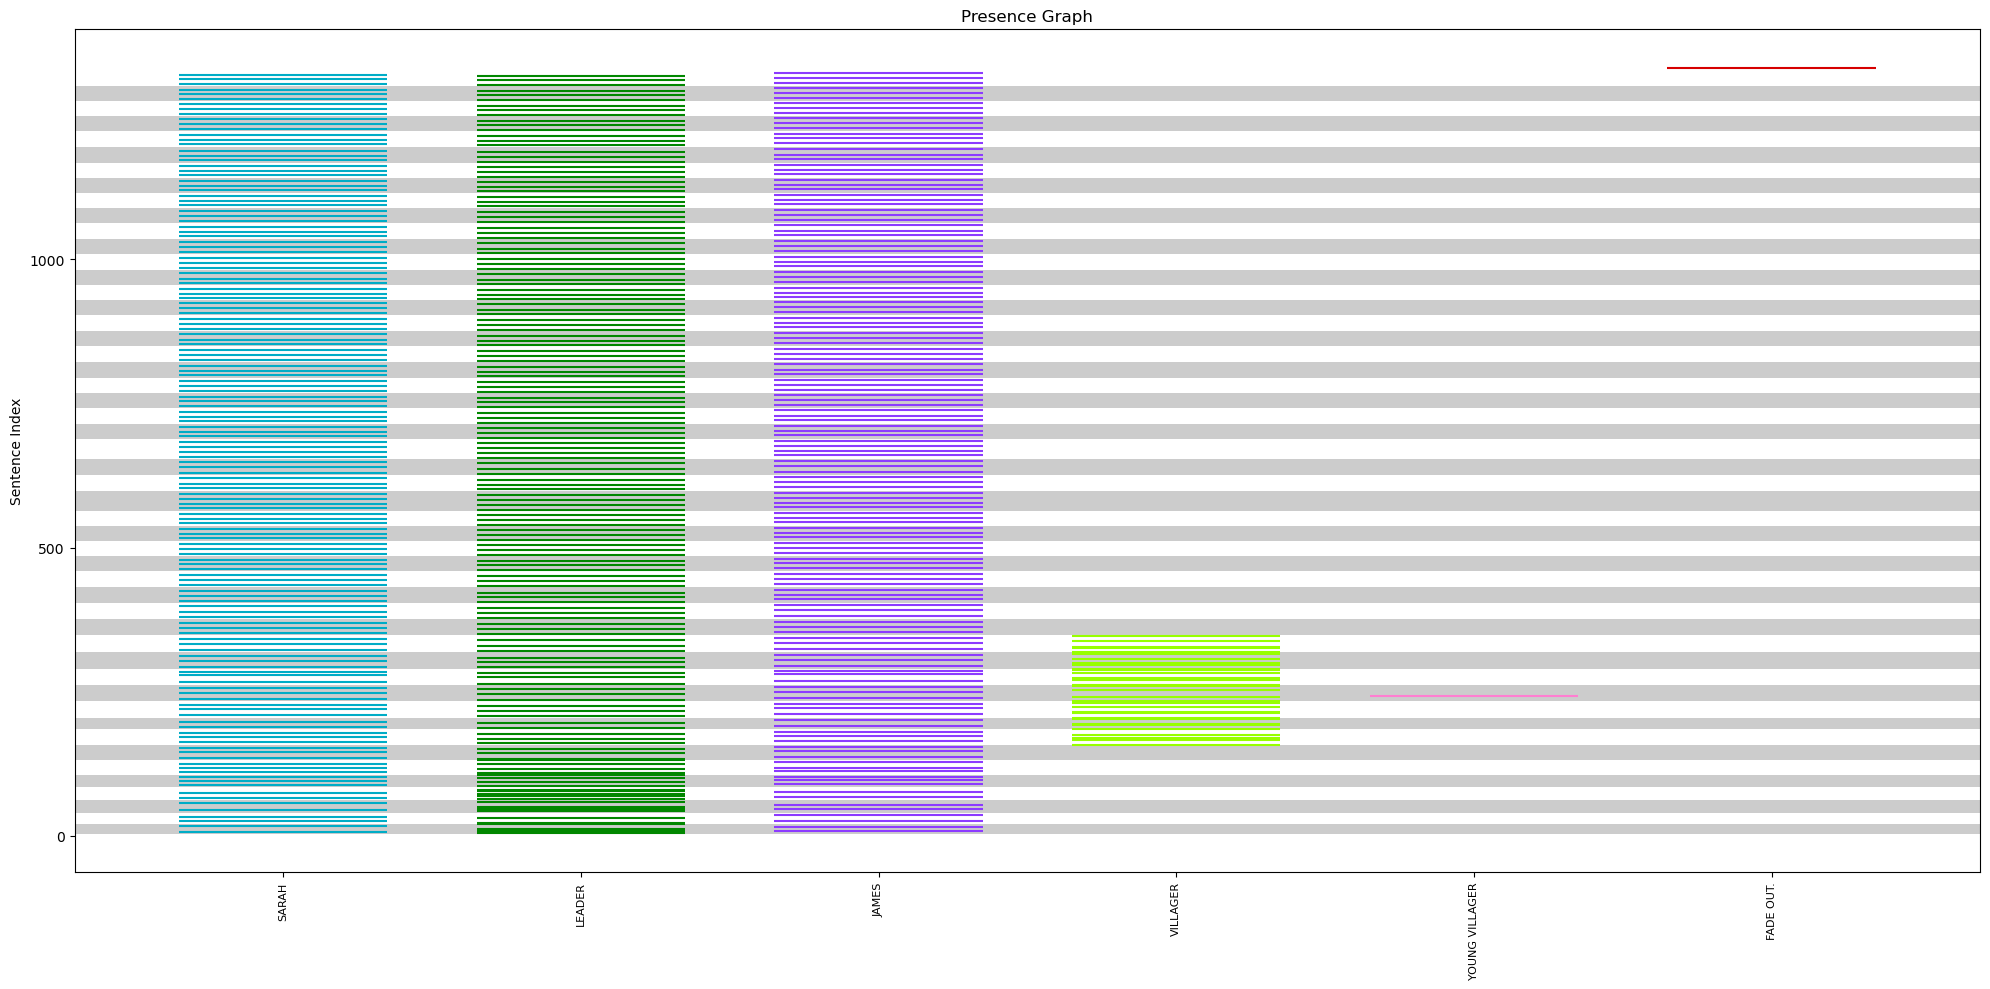 Presence Graph
Sentence Index
1000
500
0
SARAH
LEADER
JAMES
VILLAGER
YOUNG VILLAGER
FADE OUT.